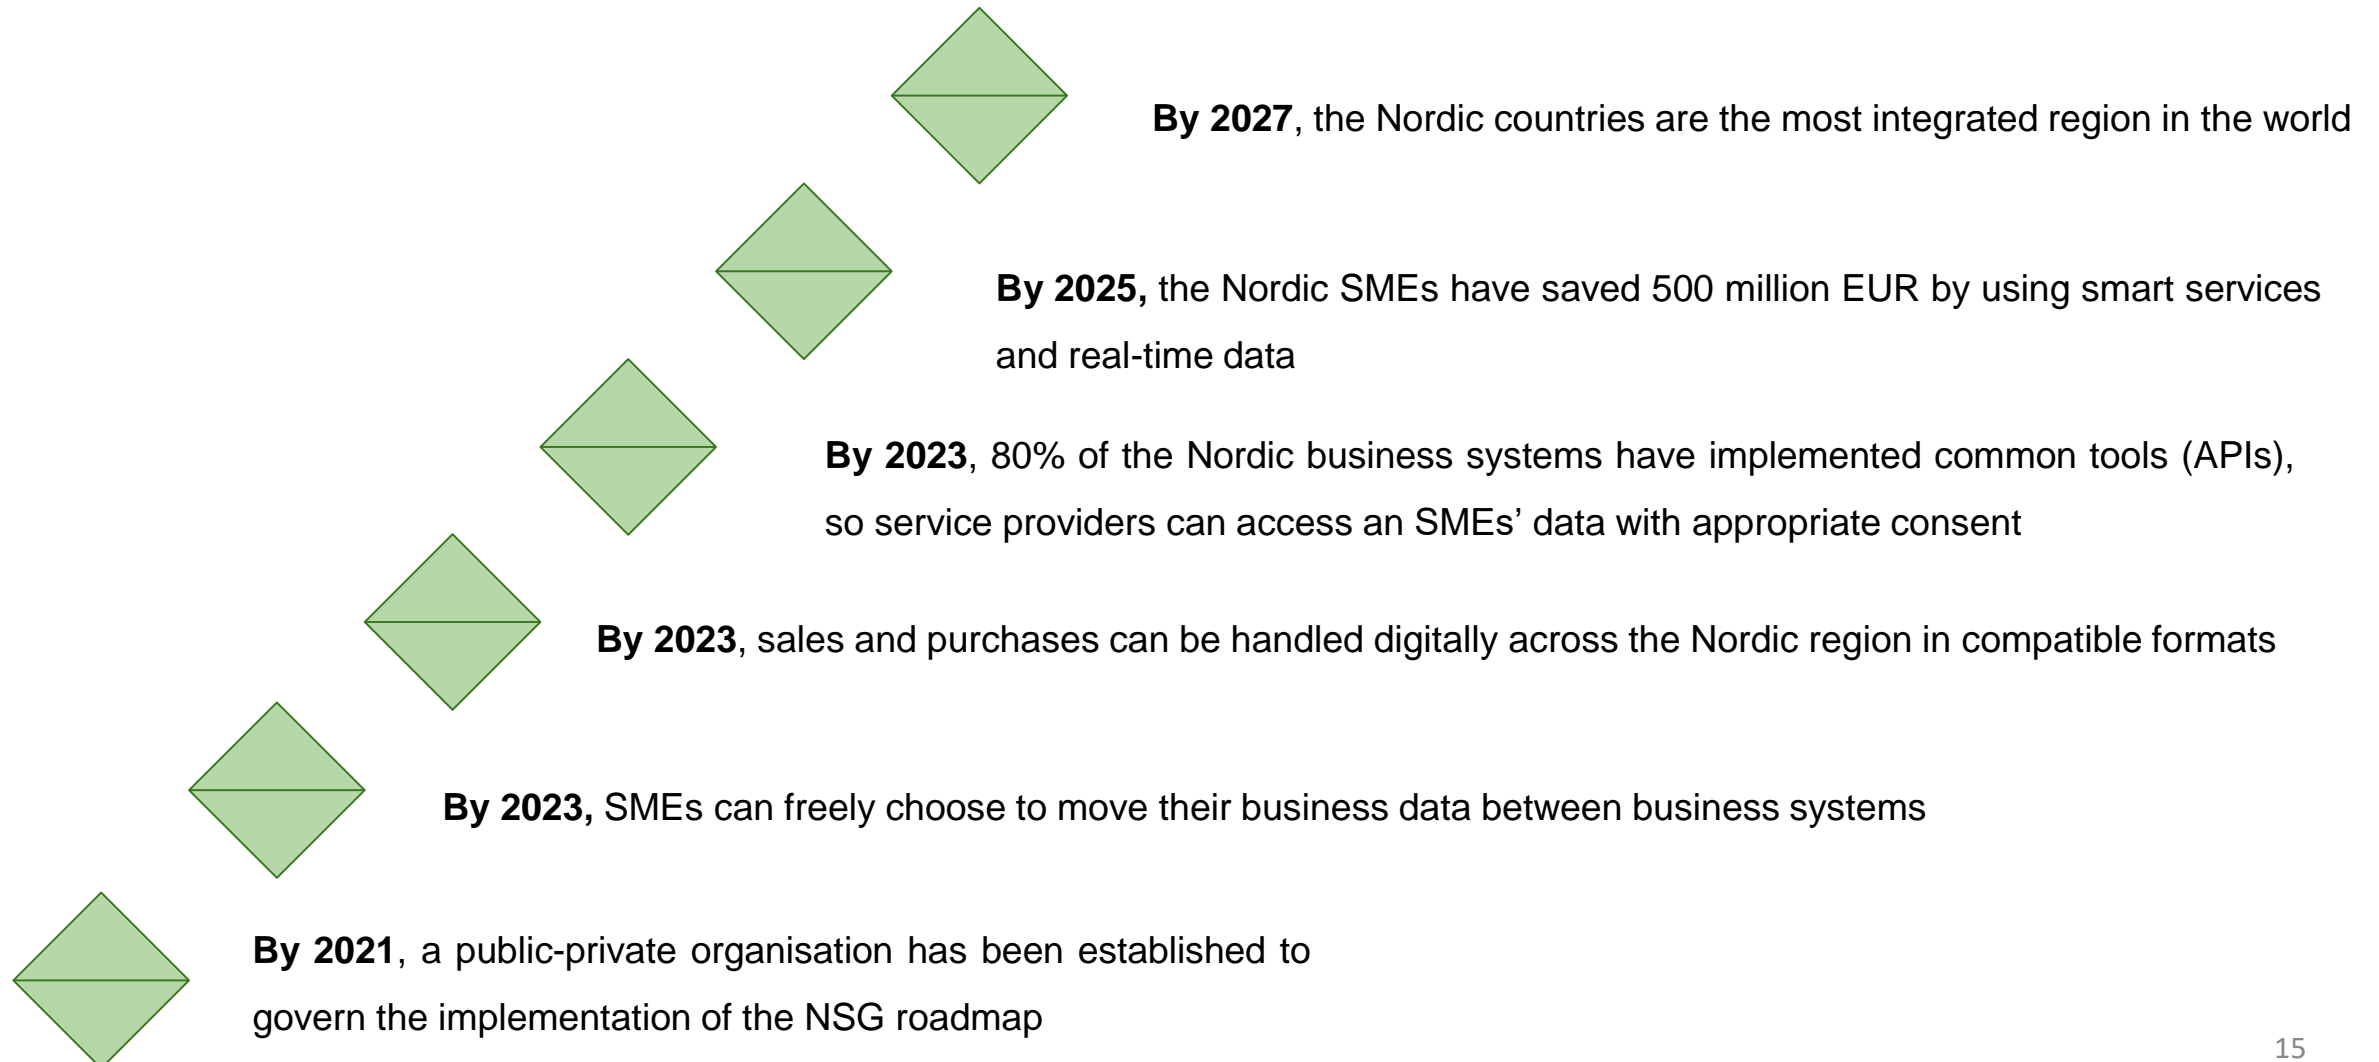 By 2027, the Nordic countries are the most integrated region in the world
By 2025, the Nordic SMEs have saved 500 million EUR by using smart services
and real-time data
By 2023, 80% of the Nordic business systems have implemented common tools (APIs),
so service providers can access an SMEs’ data with appropriate consent
By 2023, sales and purchases can be handled digitally across the Nordic region in compatible formats
By 2023, SMEs can freely choose to move their business data between business systems
By 2021, a public-private organisation has been established to
govern the implementation of the NSG roadmap
15